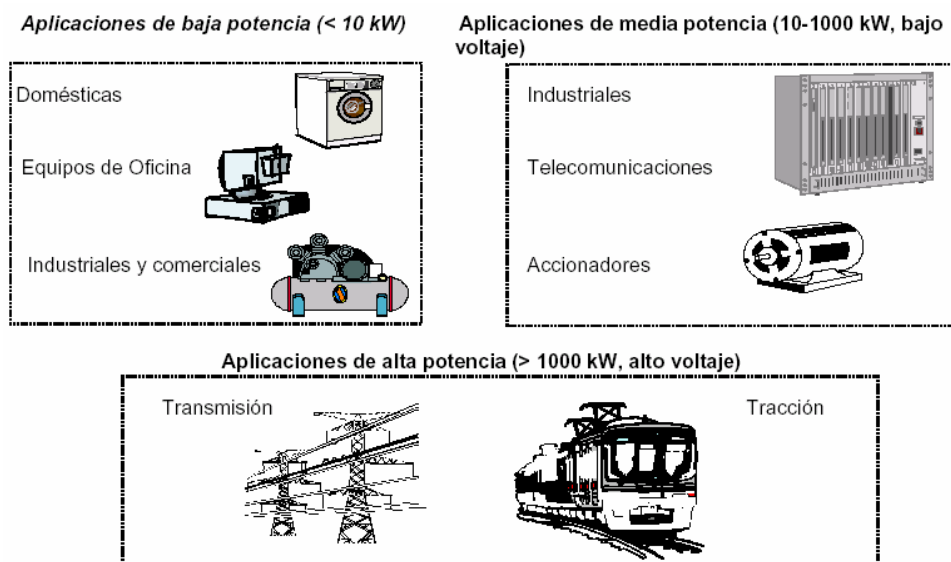 Aplicaciones de baja potencia (< 10 kW)
Domésticas
Equipos de Oficina
Industriales y comerciales
Aplicaciones de media potencia (10-1000 kW, bajo
voltaje)
Industriales
Telecomunicaciones
Accionadores
Aplicaciones de alta potencia (> 1000 kW, alto voltaje)
Transmisión
Tracción